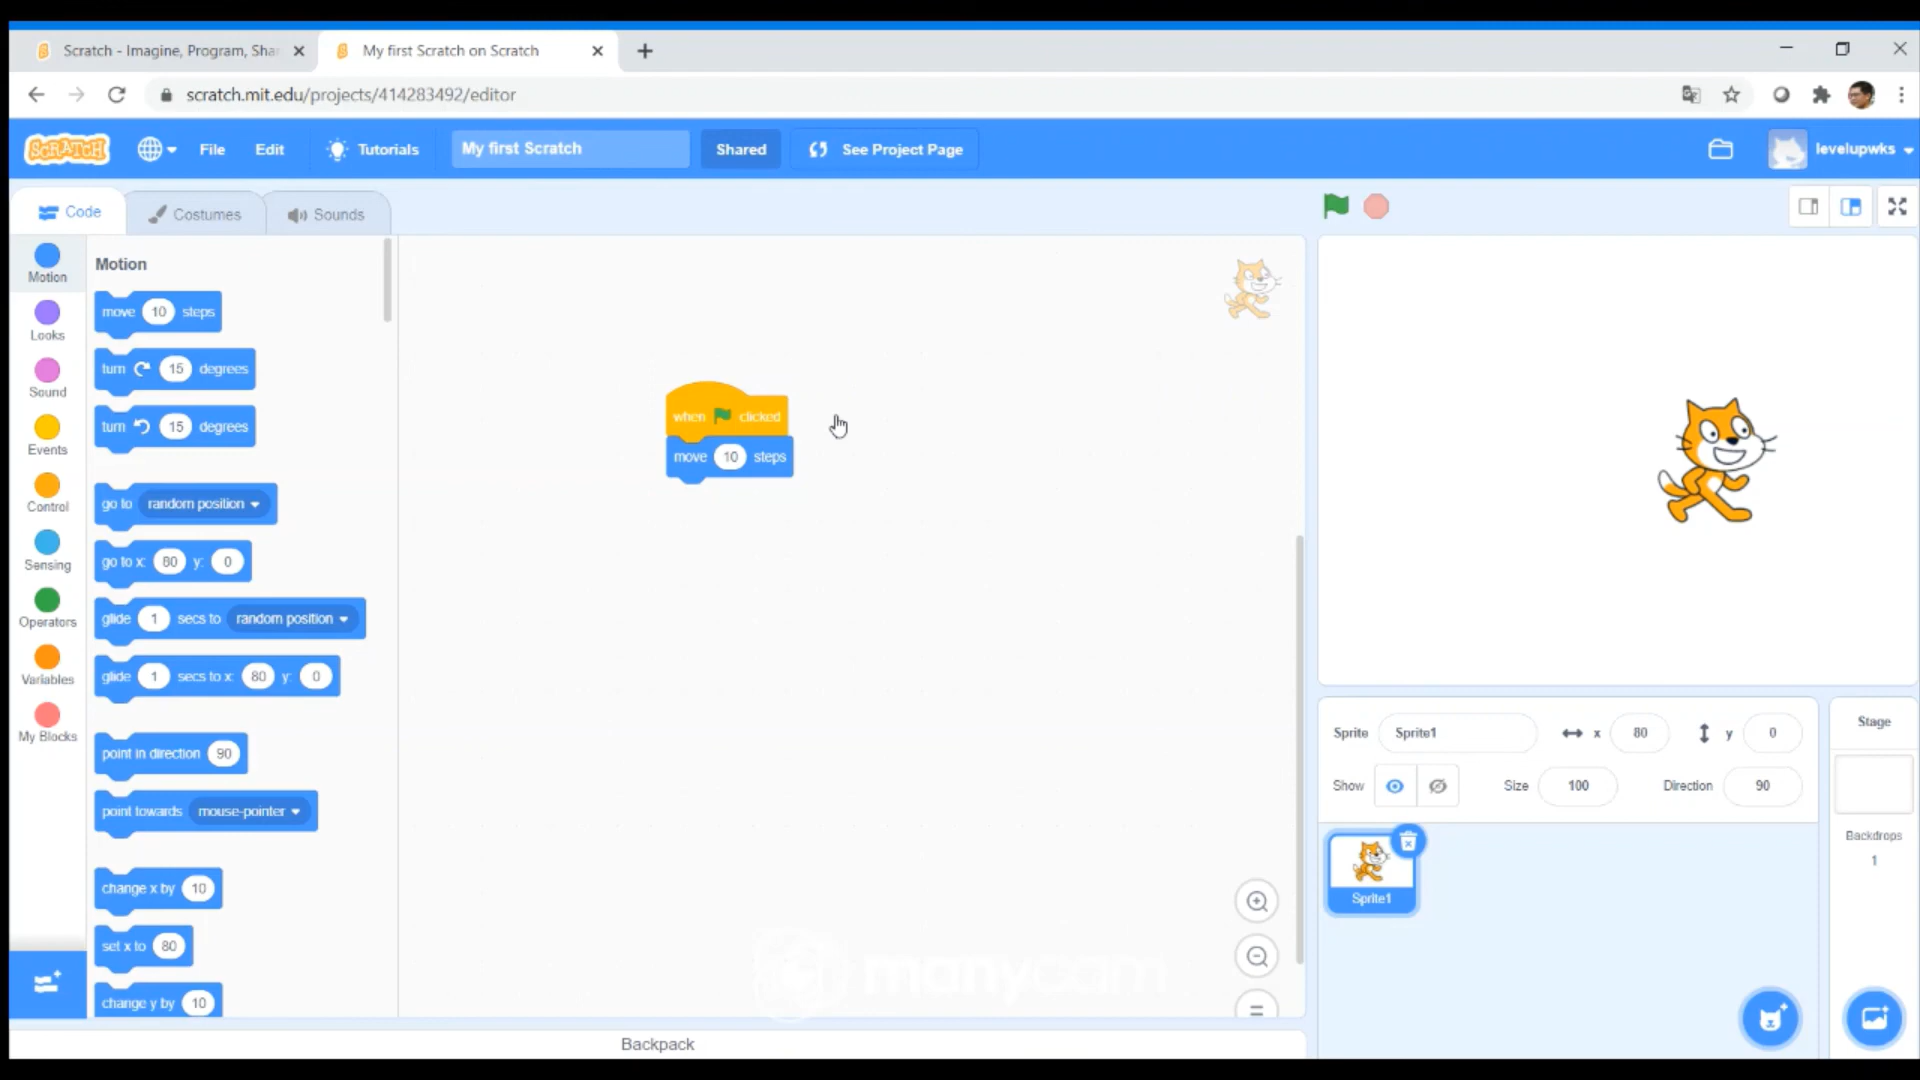 Scratch - Imagine, Program, Sha
My first Scratch on Scratch
scratch.mit.edu/projects/414283492/editor
SCRATCH
File
Edit
Tutorials
My first Scratch
Shared
See Project Page
levelupwks
Code
Costumes
Sounds
Motion
Looks
Sound
Events
Control
Sensing
Operators
Variables
My Blocks
Motion
move 10 steps
turn 15 degrees
turn 15 degrees
go to random position
go to x: 80 y: 0
glide 1 secs to random position
glide 1 secs to x: 80 y: 0
point in direction 90
point towards mouse-pointer
change x by 10
set x to 80
change y by 10
when clicked
move 10 steps
manycam
Backpack
Sprite Sprite1 x 80 y 0
Show Size 100 Direction 90
Sprite1
Stage
Backdrops
1